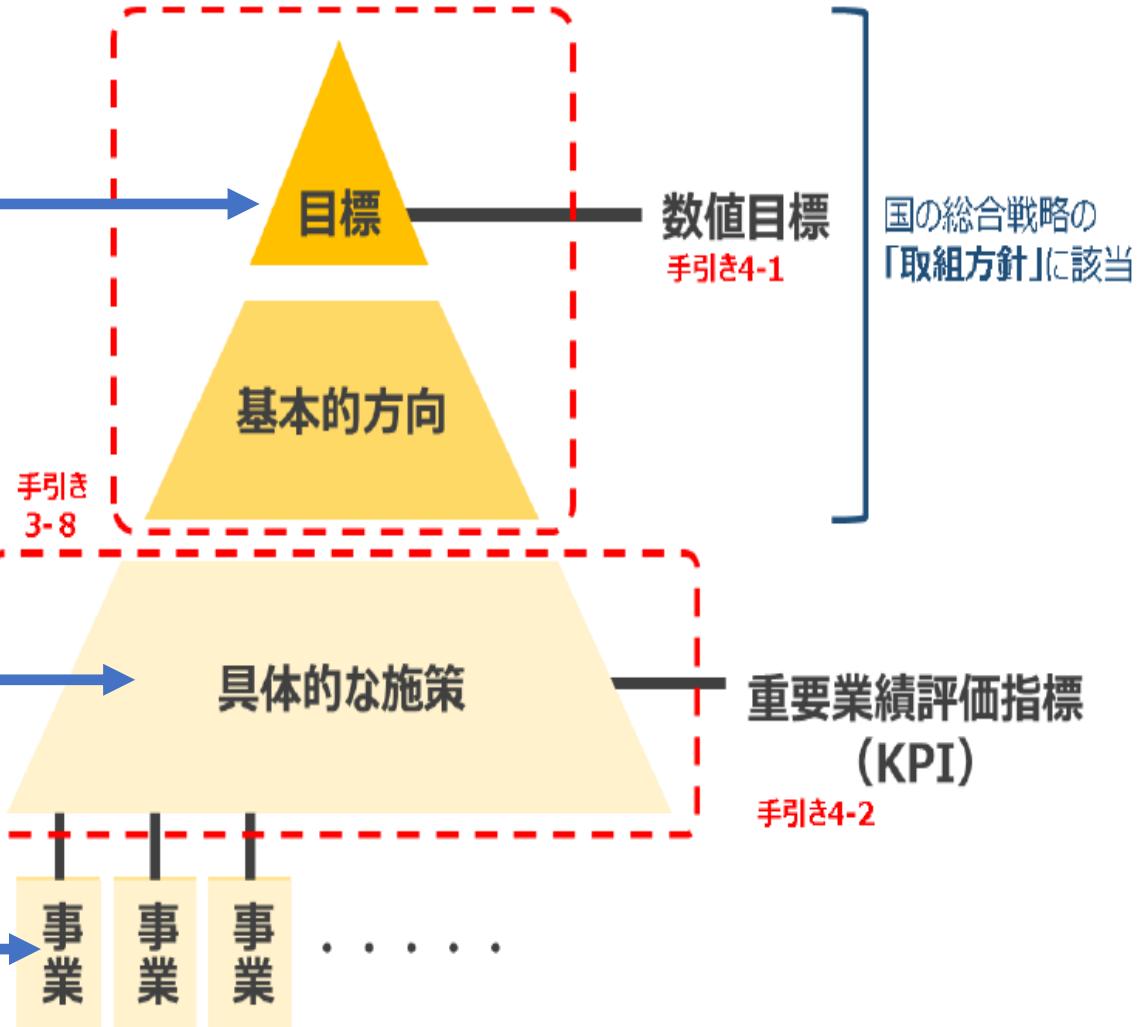 目標
数値目標
手引き4-1
国の総合戦略の
「取組方針」に該当
基本的方向
手引き
3-8
具体的な施策
重要業績評価指標
（KPI）
手引き4-2
事業
事業
事業
・・・・・